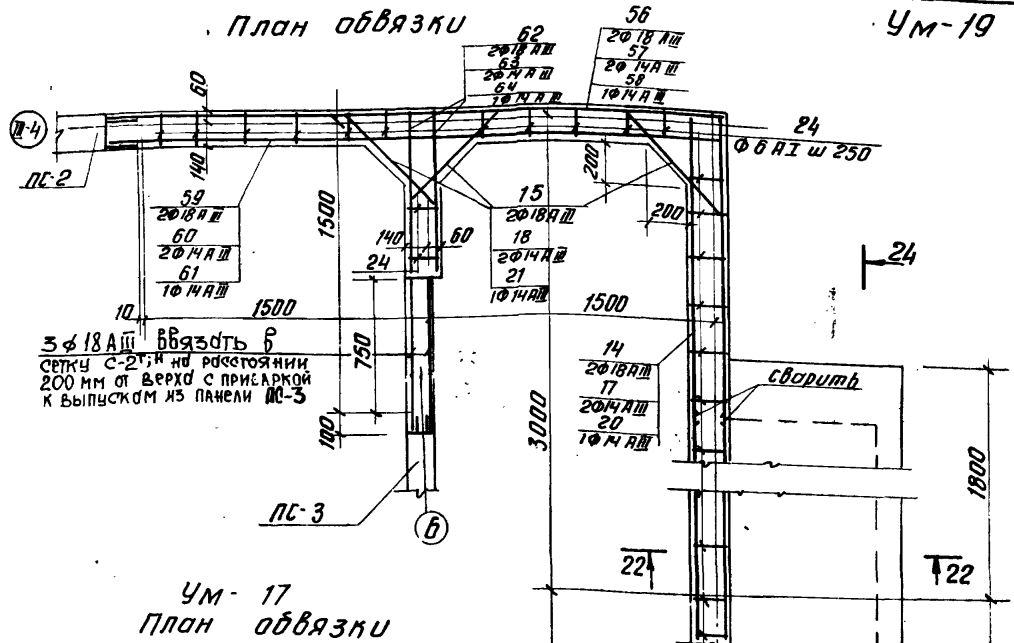 План обвязки
Ум-19
62
2Ф18 АIII
63
2Ф14 АIII
64
1Ф14 АIII
56
2Ф18 АIII
57
2Ф14 АIII
58
1Ф14 АIII
60
III-4
140
ПС-2
24
Ф6 АI ш 250
59
2Ф18 АIII
60
2Ф14 АIII
61
1Ф14 АIII
1500
140
60
24
15
2Ф18 АIII
18
2Ф14 АIII
21
1Ф14 АIII
200
200
24
10
1500
1500
3ф18 АIII ввязать в
сетку С-2т;н на расстоянии
200 мм от верха с приваркой
к выпускам из панели ПС-3
750
100
14
2Ф18 АIII
17
2Ф14 АIII
20
1Ф14 АIII
сварить
3000
1800
ПС-3
Б
22
22
Ум- 17
План обвязки